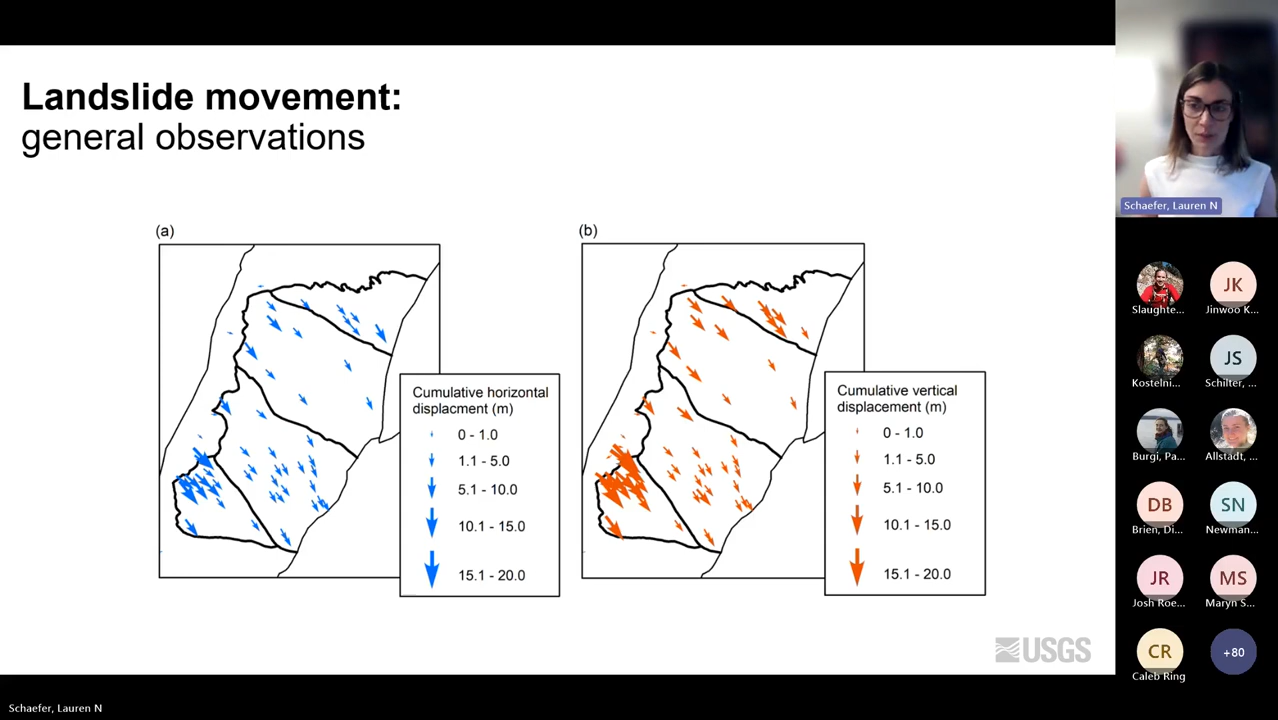 Landslide movement:
general observations
(a)
Cumulative horizontal
displacment (m)
0 - 1.0
1.1 - 5.0
5.1 - 10.0
10.1 - 15.0
15.1 - 20.0
(b)
Cumulative vertical
displacement (m)
0 - 1.0
1.1 - 5.0
5.1 - 10.0
10.1 - 15.0
15.1 - 20.0
USGS
Schaefer, Lauren N
Slaughte...
JK
Jinwoo K...
Kostelni...
JS
Schilter, ...
Burgi, Pa...
Allstadt, ...
DB
Brien, Di...
SN
Newman...
JR
Josh Roe...
MS
Maryn S...
CR
Caleb Ring
+80
Schaefer, Lauren N